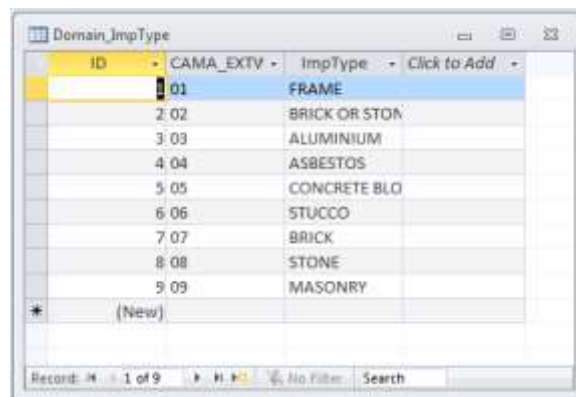 Domain_ImpType
ID CAMA_EXTV ImpType Click to Add
1 01 FRAME
2 02 BRICK OR STON
3 03 ALUMINIUM
4 04 ASBESTOS
5 05 CONCRETE BLO
6 06 STUCCO
7 07 BRICK
8 08 STONE
9 09 MASONRY
* (New)
Record: 1 of 9 No Filter Search